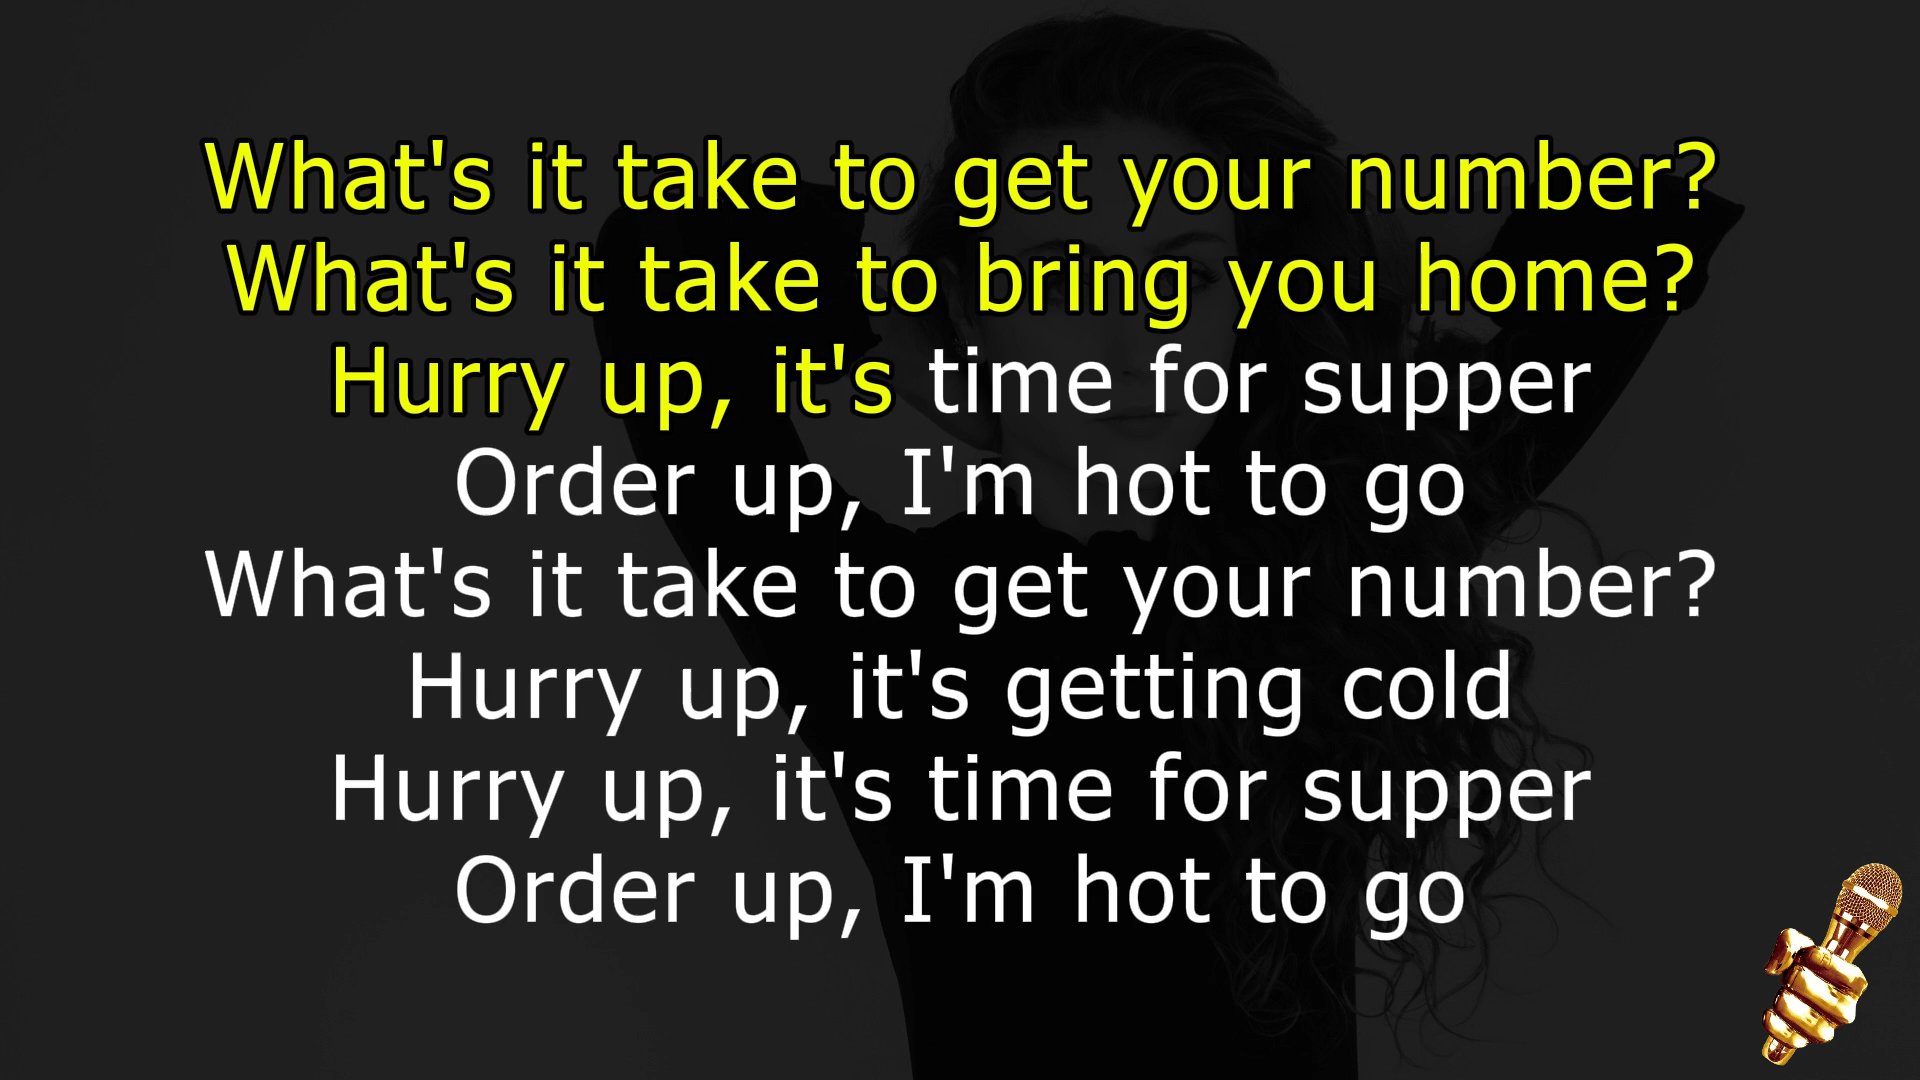 What's it take to get your number?
What's it take to bring you home?
Hurry up, it's time for supper
Order up, I'm hot to go
What's it take to get your number?
Hurry up, it's getting cold
Hurry up, it's time for supper
Order up, I'm hot to go